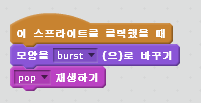 이 스프라이트를 클릭했을 때
모양을 burst (으)로 바꾸기
pop 재생하기